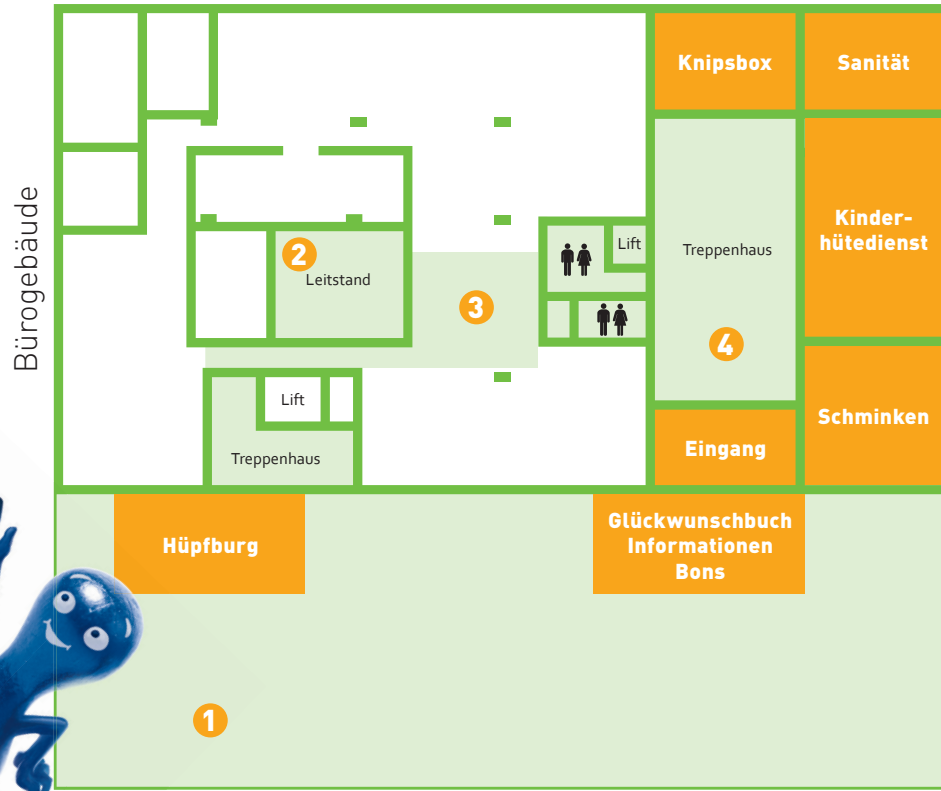 Bürogebäude
Knipsbox
Sanität
Kinder-
hütedienst
Lift
Treppenhaus
2
Leitstand
3
4
Lift
Treppenhaus
Schminken
Eingang
Hüpfburg
Glückwunschbuch
Informationen
Bons
1